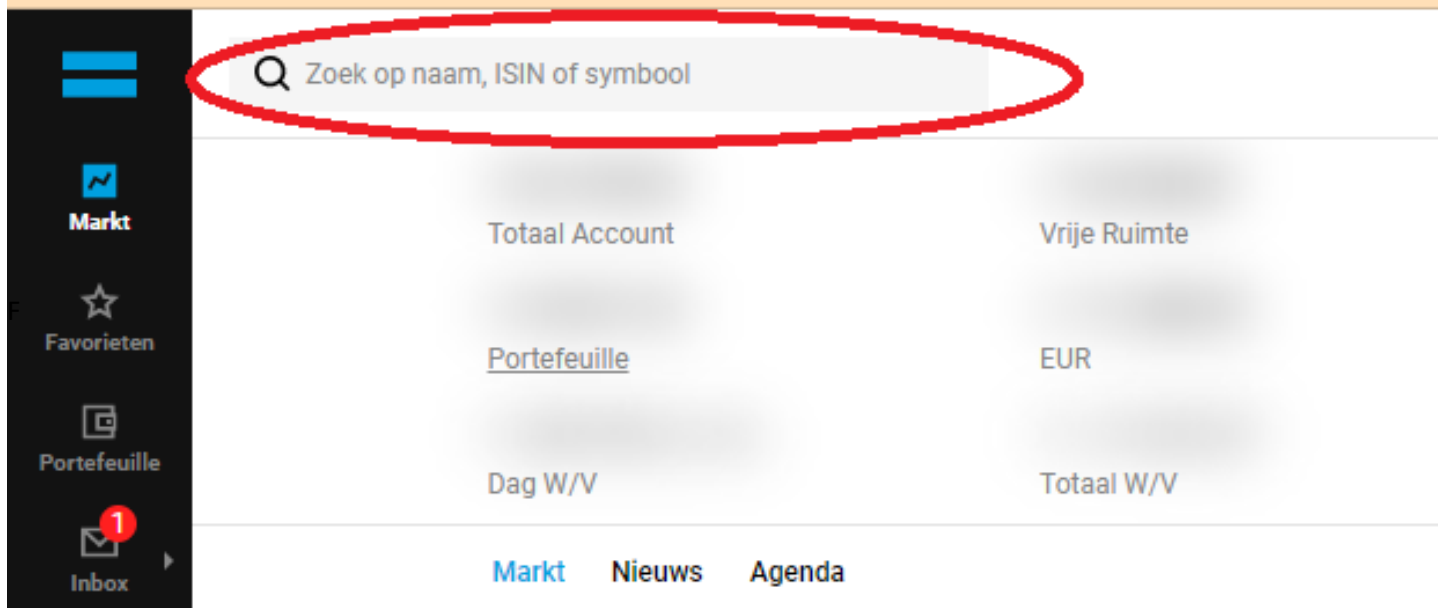 Zoek op naam, ISIN of symbool
Markt
Totaal Account
Vrije Ruimte
F
Favorieten
Portefeuille
EUR
Portefeuille
Dag W/V
Totaal W/V
1
Inbox
Markt Nieuws Agenda